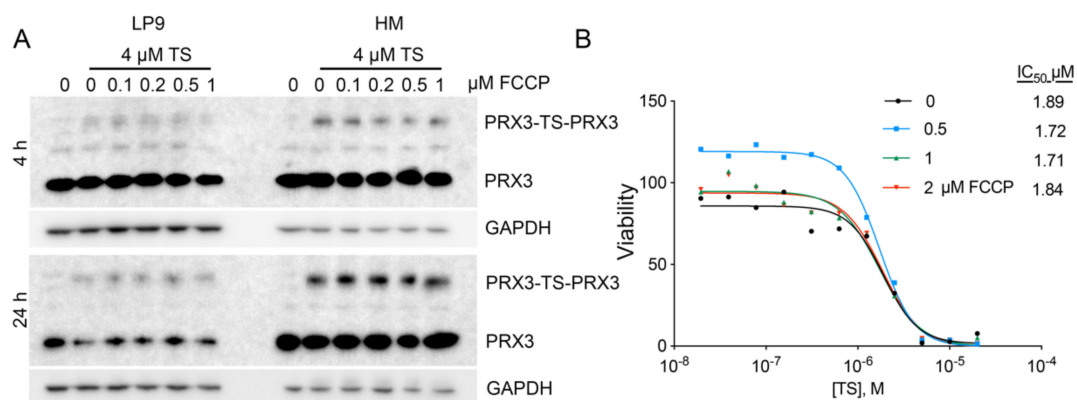 A
LP9 HM
4 µM TS 4 µM TS
0 0 0.1 0.2 0.5 1 0 0 0.1 0.2 0.5 1 µM FCCP
4 h
PRX3-TS-PRX3
PRX3
GAPDH
24 h
PRX3-TS-PRX3
PRX3
GAPDH
B
IC50 µM
0 1.89
0.5 1.72
1 1.71
2 µM FCCP 1.84
Viability
150
100
50
0
10-8 10-7 10-6 10-5 10-4
[TS], M